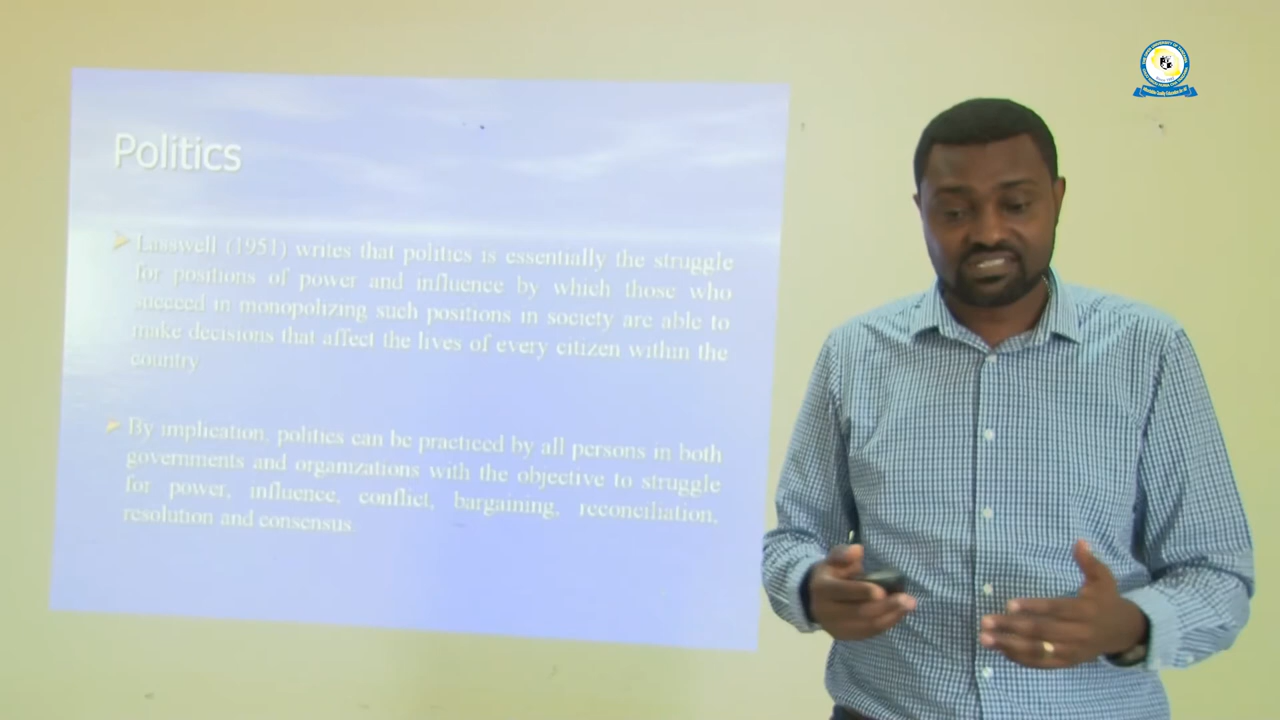 Politics
Lasswell (1951) writes that politics is essentially the struggle
for positions of power and influence by which those who
succeed in monopolizing such positions in society are able to
make decisions that affect the lives of every citizen within the
country
By implication, politics can be practiced by all persons in both
governments and organizations with the objective to struggle
for power, influence, conflict, bargaining, reconciliation,
resolution and consensus.